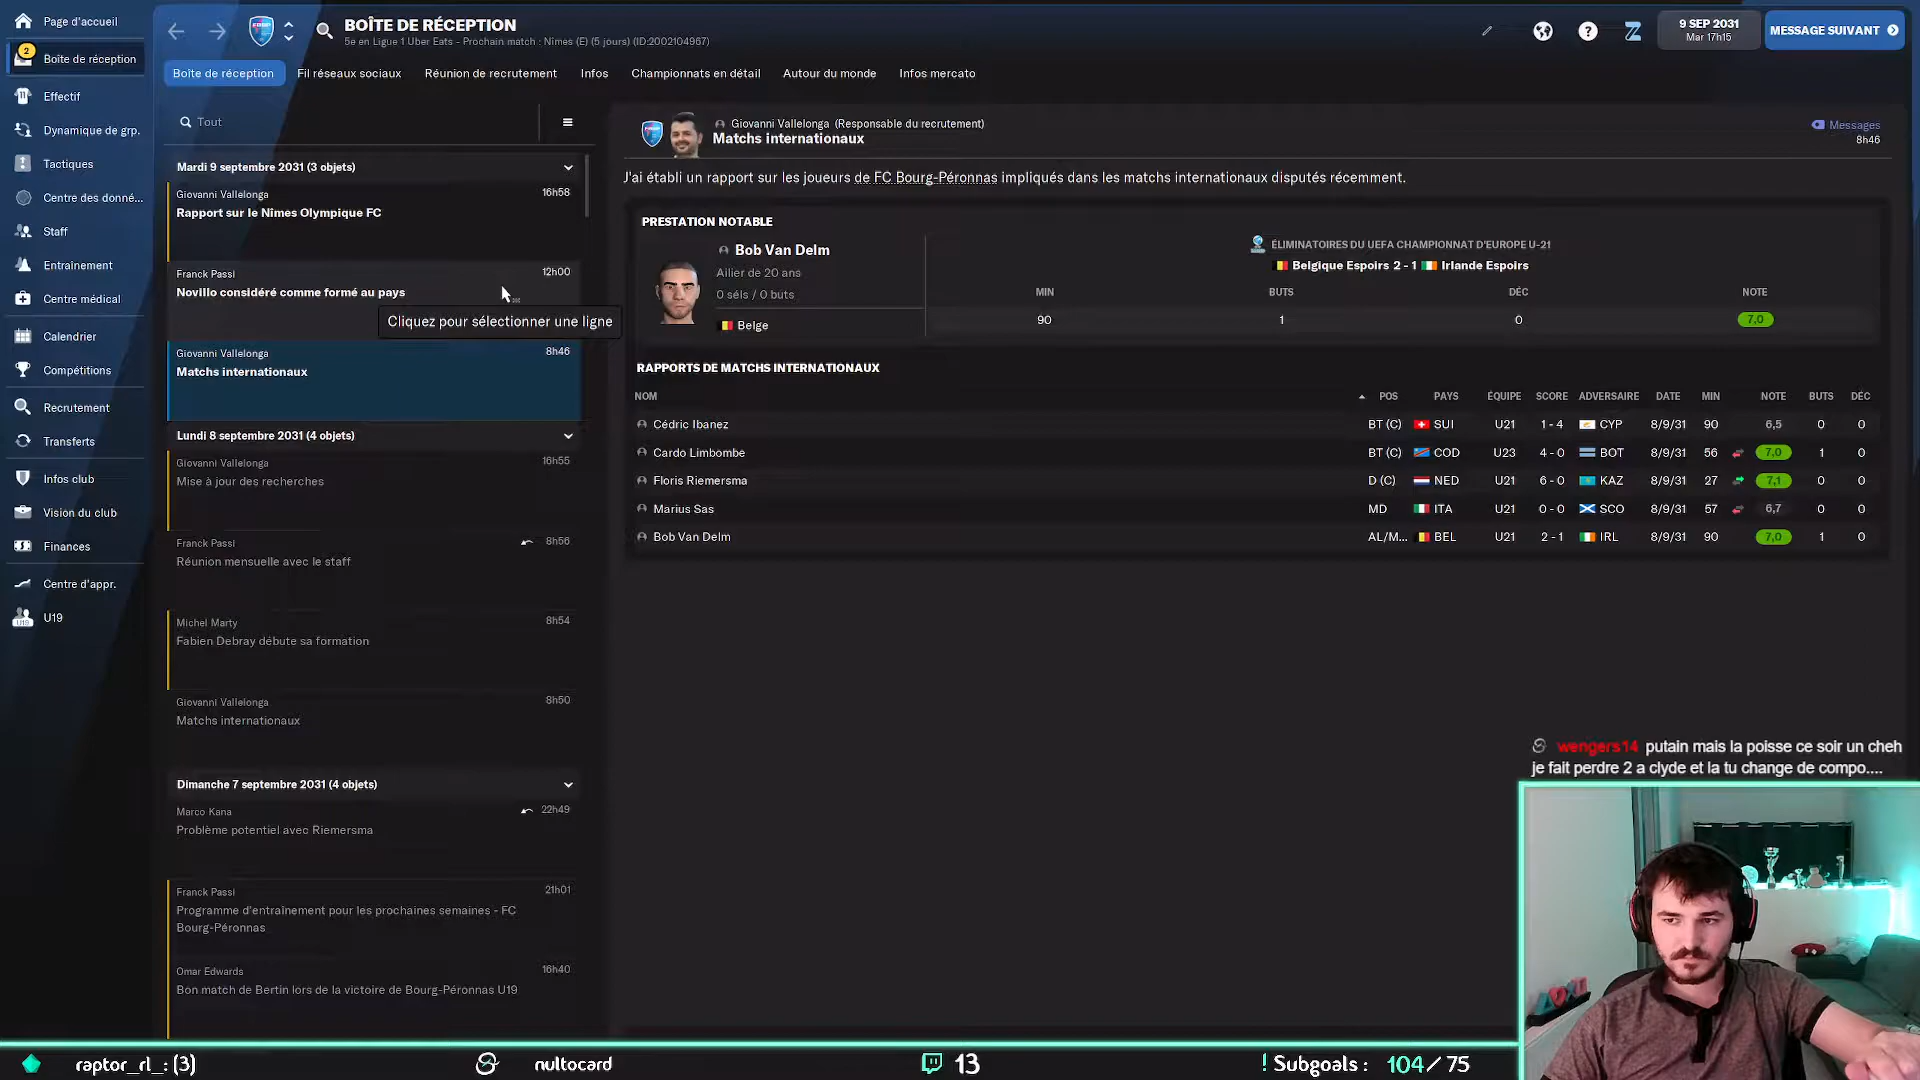 Page d'accueil
2
Boîte de réception
Effectif
Dynamique de grp.
Tactiques
Centre des donné...
Staff
Entraînement
Centre médical
Calendrier
Compétitions
Recrutement
Transferts
Infos club
Vision du club
Finances
Centre d'appr.
U19
BOÎTE DE RÉCEPTION
5e en Ligue 1 Uber Eats - Prochain match : Nîmes (E) (5 jours) (ID:2002104967)
9 SEP 2031
Mar 17h15
MESSAGE SUIVANT
Boîte de réception Fil réseaux sociaux Réunion de recrutement Infos Championnats en détail Autour du monde Infos mercato
Tout
Mardi 9 septembre 2031 (3 objets)
Giovanni Vallelonga 16h58
Rapport sur le Nîmes Olympique FC
Franck Passi 12h00
Novillo considéré comme formé au pays
Cliquez pour sélectionner une ligne
Giovanni Vallelonga 8h46
Matchs internationaux
Lundi 8 septembre 2031 (4 objets)
Giovanni Vallelonga 16h55
Mise à jour des recherches
Franck Passi 8h56
Réunion mensuelle avec le staff
Michel Marty 8h54
Fabien Debray débute sa formation
Giovanni Vallelonga 8h50
Matchs internationaux
Dimanche 7 septembre 2031 (4 objets)
Marco Kana 22h49
Problème potentiel avec Riemersma
Franck Passi 21h01
Programme d'entraînement pour les prochaines semaines - FC
Bourg-Péronnas
Omar Edwards 16h40
Bon match de Bertin lors de la victoire de Bourg-Péronnas U19
Giovanni Vallelonga (Responsable du recrutement)
Matchs internationaux
Messages
8h46
J'ai établi un rapport sur les joueurs de FC Bourg-Péronnas impliqués dans les matchs internationaux disputés récemment.
PRESTATION NOTABLE
Bob Van Delm
Ailier de 20 ans
0 séls / 0 buts
Belge
ÉLIMINATOIRES DU UEFA CHAMPIONNAT D'EUROPE U-21
Belgique Espoirs 2 - 1 Irlande Espoirs
MIN BUTS DÉC NOTE
90 1 0 7,0
RAPPORTS DE MATCHS INTERNATIONAUX
NOM POS PAYS ÉQUIPE SCORE ADVERSAIRE DATE MIN NOTE BUTS DÉC
Cédric Ibanez BT (C) SUI U21 1 - 4 CYP 8/9/31 90 6,5 0 0
Cardo Limbombe BT (C) COD U23 4 - 0 BOT 8/9/31 56 7,0 1 0
Floris Riemersma D (C) NED U21 6 - 0 KAZ 8/9/31 27 7,1 0 0
Marius Sas MD ITA U21 0 - 0 SCO 8/9/31 57 6,7 0 0
Bob Van Delm AL/M... BEL U21 2 - 1 IRL 8/9/31 90 7,0 1 0
wengers14 putain mais la poisse ce soir un cheh
je fait perdre 2 a clyde et la tu change de compo....
raptor_rl_: (3) nultocard 13 ! Subgoals : 104 / 75